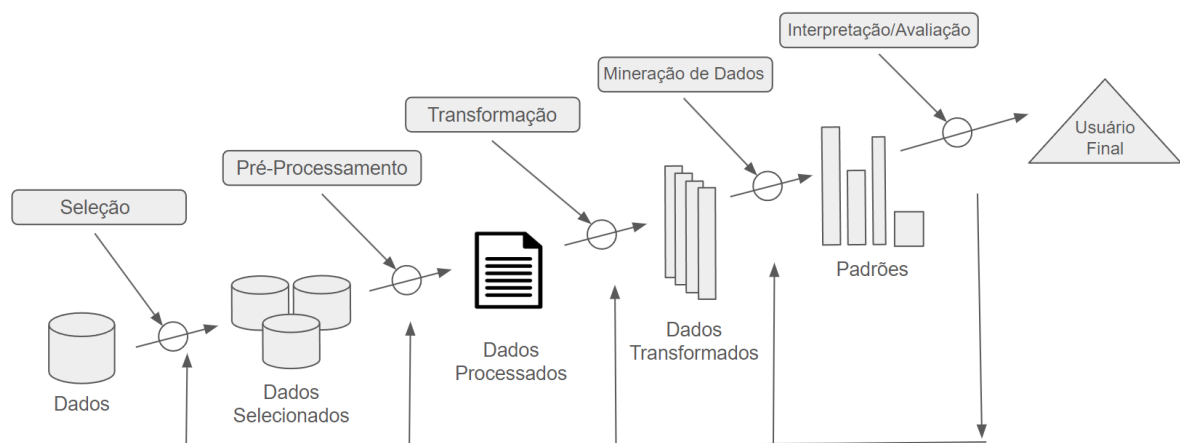 Interpretação/Avaliação
Mineração de Dados
Transformação
Pré-Processamento
Seleção
Usuário
Final
Padrões
Dados
Transformados
Dados
Processados
Dados
Selecionados
Dados